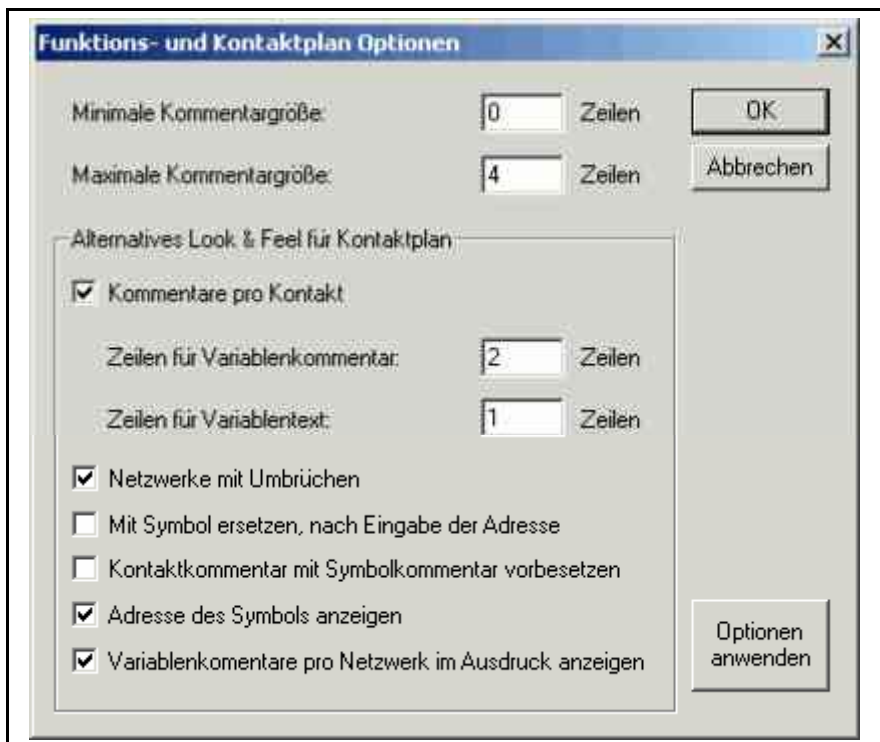 Funktions- und Kontaktplan Optionen
Minimale Kommentargröße: 0 Zeilen OK
Maximale Kommentargröße: 4 Zeilen Abbrechen
Alternatives Look & Feel für Kontaktplan
Kommentare pro Kontakt
Zeilen für Variablenkommentar: 2 Zeilen
Zeilen für Variablentext: 1 Zeilen
Netzwerke mit Umbrüchen
Mit Symbol ersetzen, nach Eingabe der Adresse
Kontaktkommentar mit Symbolkommentar vorbesetzen
Adresse des Symbols anzeigen
Variablenkomentare pro Netzwerk im Ausdruck anzeigen
Optionen
anwenden